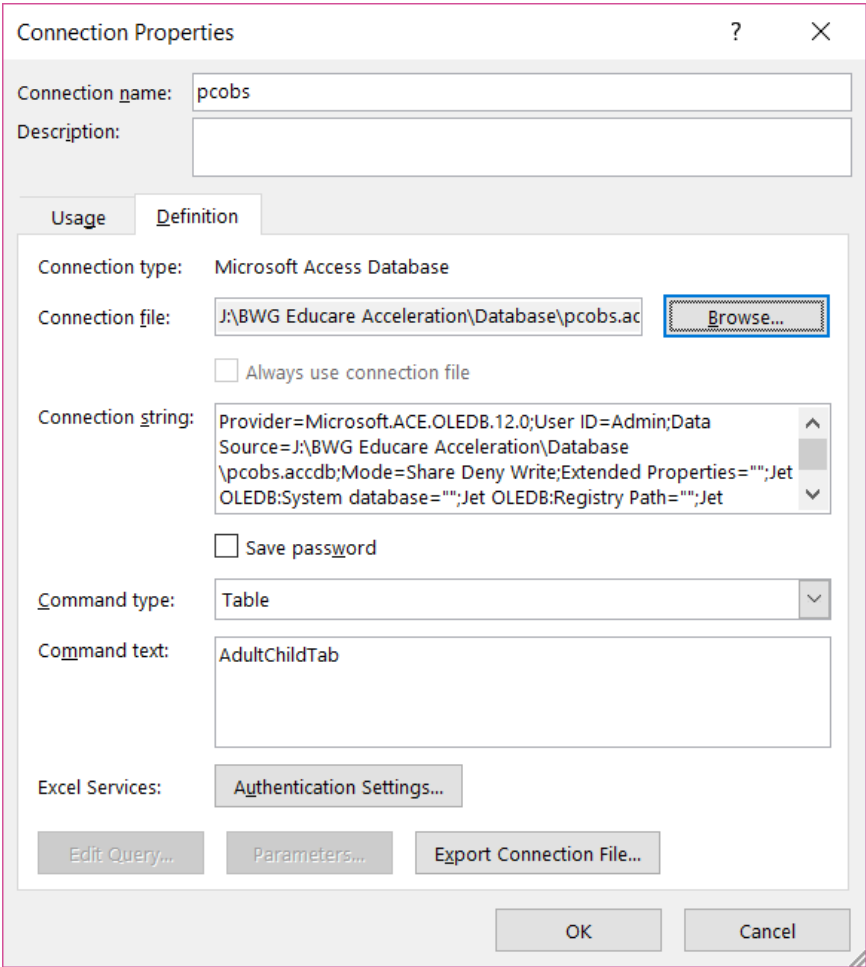 Connection Properties
?
Connection name:
pcobs
Description:
Usage
Definition
Connection type:
Microsoft Access Database
Connection file:
J:\BWG Educare Acceleration\Database\pcobs.ac
Browse...
Always use connection file
Connection string:
Provider=Microsoft.ACE.OLEDB.12.0;User ID=Admin;Data
Source=J:\BWG Educare Acceleration\Database
\pcobs.accdb;Mode=Share Deny Write;Extended Properties="";Jet
OLEDB:System database="";Jet OLEDB:Registry Path="";Jet
Save password
Command type:
Table
Command text:
AdultChildTab
Excel Services:
Authentication Settings...
Edit Query...
Parameters...
Export Connection File...
OK
Cancel